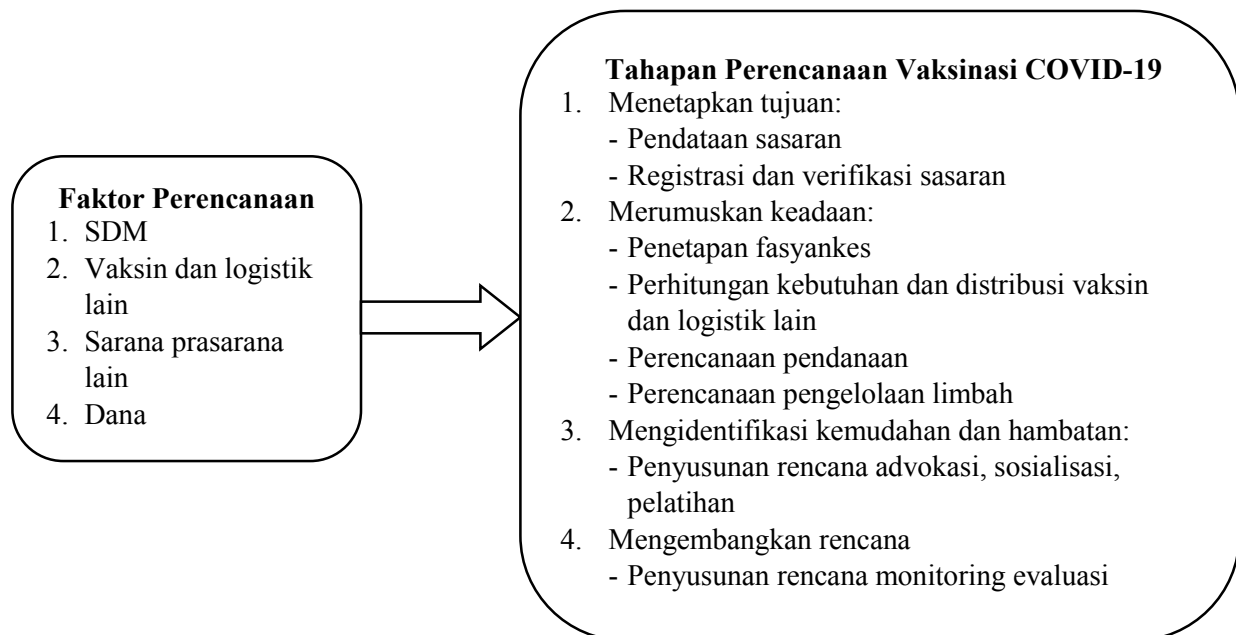 Faktor Perencanaan
1. SDM
2. Vaksin dan logistik
lain
3. Sarana prasarana
lain
4. Dana
Tahapan Perencanaan Vaksinasi COVID-19
1. Menetapkan tujuan:
- Pendataan sasaran
- Registrasi dan verifikasi sasaran
2. Merumuskan keadaan:
- Penetapan fasyankes
- Perhitungan kebutuhan dan distribusi vaksin
dan logistik lain
- Perencanaan pendanaan
- Perencanaan pengelolaan limbah
3. Mengidentifikasi kemudahan dan hambatan:
- Penyusunan rencana advokasi, sosialisasi,
pelatihan
4. Mengembangkan rencana
- Penyusunan rencana monitoring evaluasi